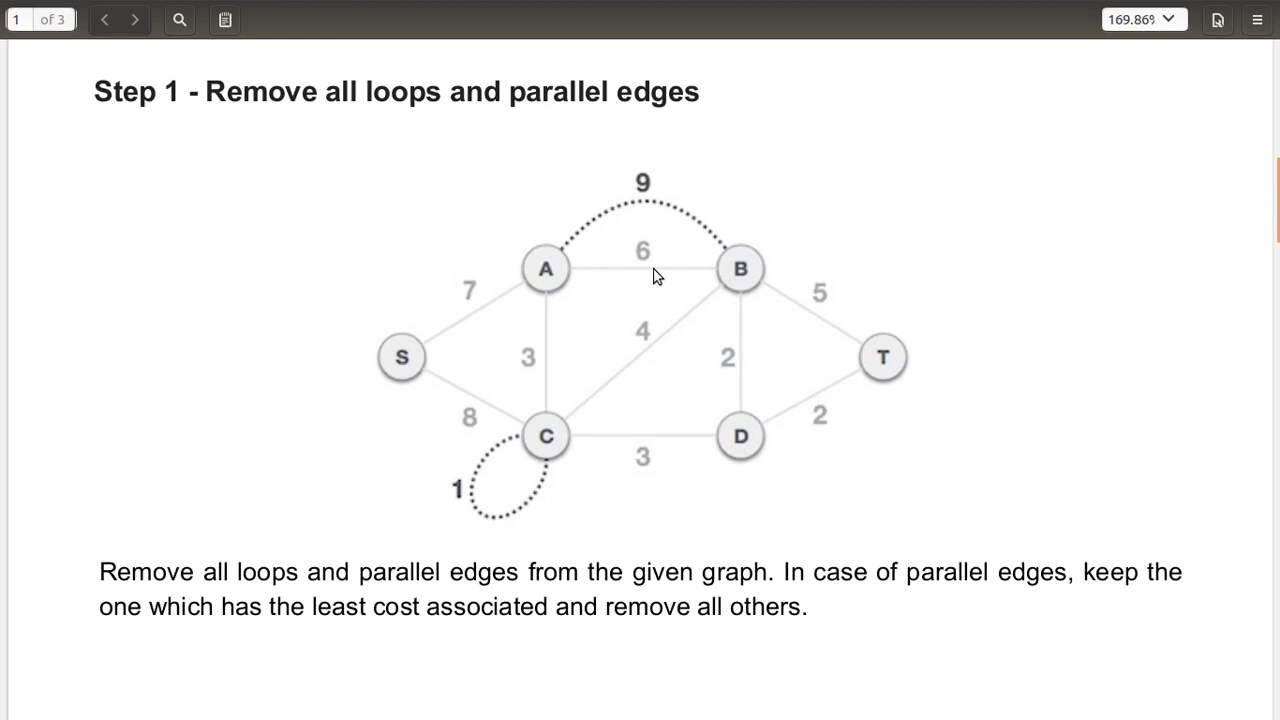 1 of 3 169.86%
Step 1 - Remove all loops and parallel edges
9
6
A B
7 5
4
S 3 2 T
8 2
C D
3
1
Remove all loops and parallel edges from the given graph. In case of parallel edges, keep the
one which has the least cost associated and remove all others.